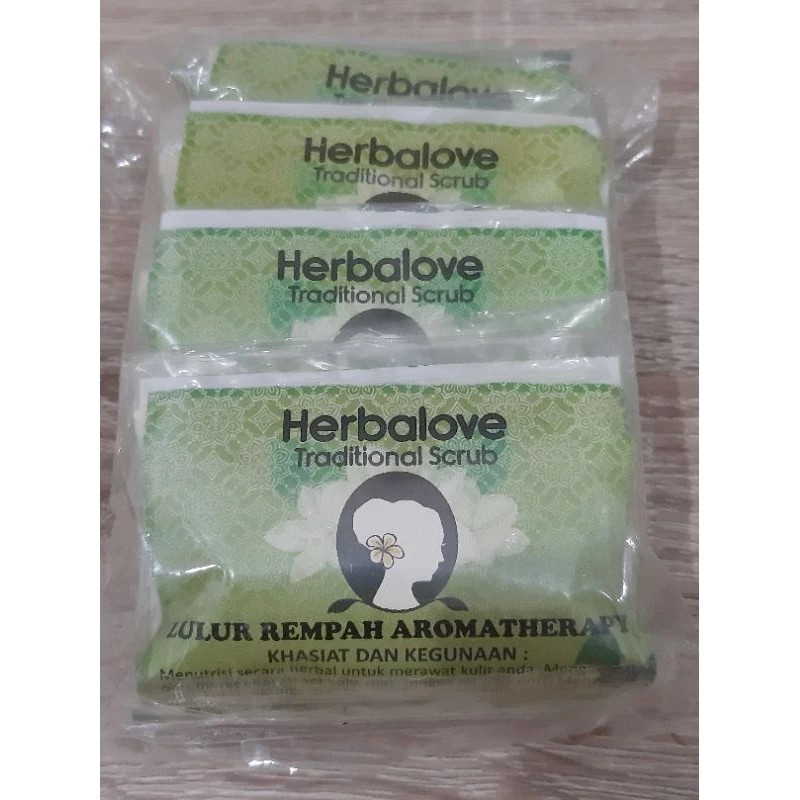 Herbalove
Herbalove
Traditional Scrub
Herbalove
Traditional Scrub
Herbalove
Traditional Scrub
LULUR REMPAH AROMATHERAPY
KHASIAT DAN KEGUNAAN :
Menutrisi secara herbal untuk merawat kulit anda.